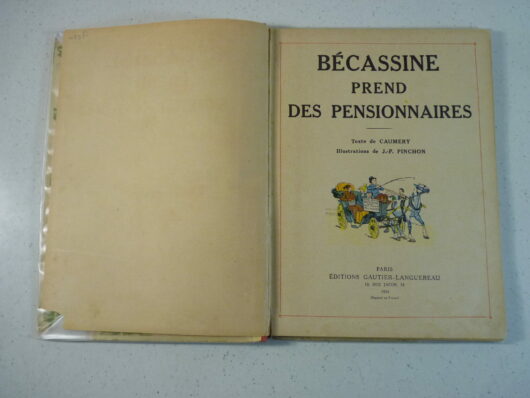 BÉCASSINE
PREND
DES PENSIONNAIRES
Texte de CAUMERY
Illustrations de J.-P. PINCHON
PARIS
ÉDITIONS GAUTIER-LANGUEREAU
18, RUE JACOB, 18